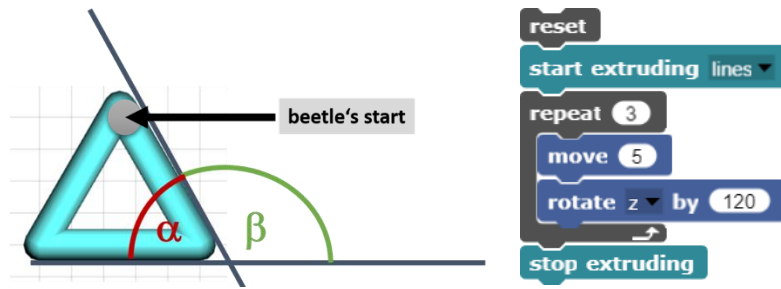 beetle‘s start
α
β
reset
start extruding lines
repeat 3
move 5
rotate z by 120
stop extruding